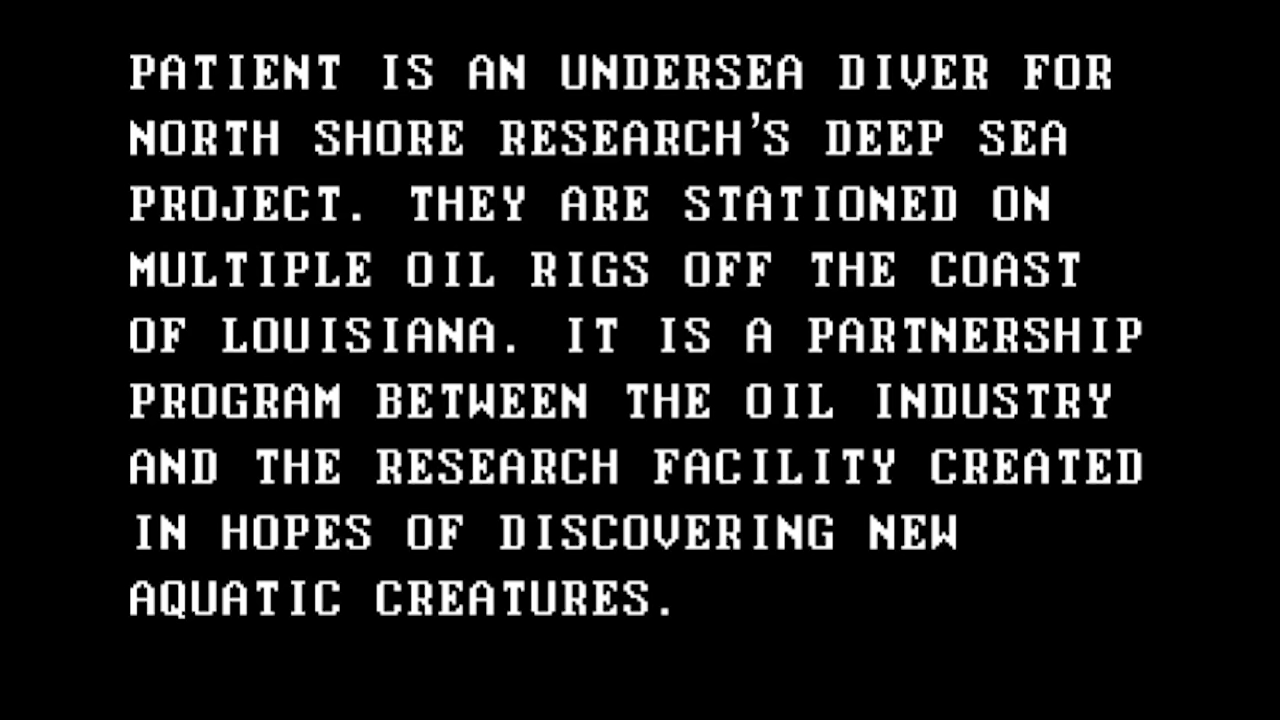 PATIENT IS AN UNDERSEA DIVER FOR
NORTH SHORE RESEARCH'S DEEP SEA
PROJECT. THEY ARE STATIONED ON
MULTIPLE OIL RIGS OFF THE COAST
OF LOUISIANA. IT IS A PARTNERSHIP
PROGRAM BETWEEN THE OIL INDUSTRY
AND THE RESEARCH FACILITY CREATED
IN HOPES OF DISCOVERING NEW
AQUATIC CREATURES.